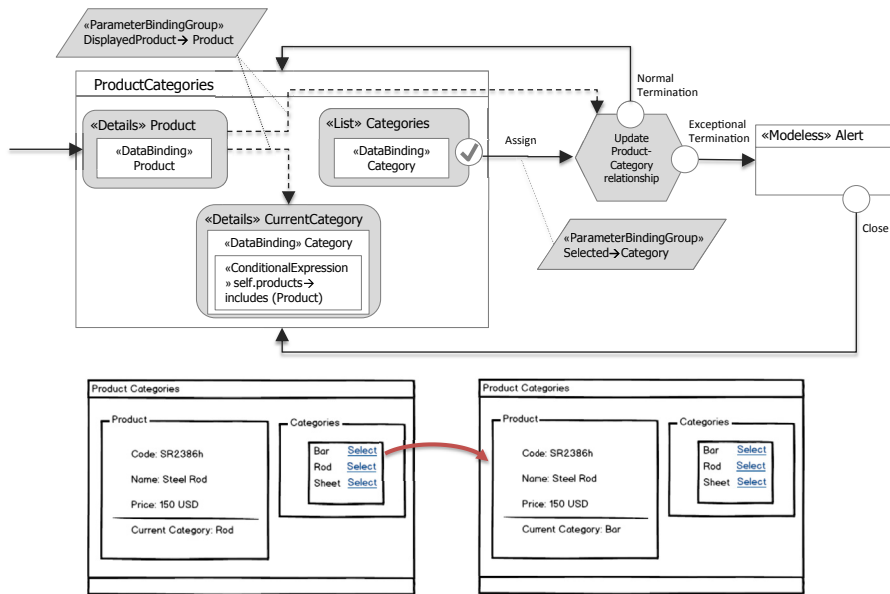 «ParameterBindingGroup»
DisplayedProduct→ Product
ProductCategories
Normal
Termination
«Details» Product
«DataBinding»
Product
«List» Categories
«DataBinding»
Category
Assign
Update
Product-
Category
relationship
Exceptional
Termination
«Modeless» Alert
«Details» CurrentCategory
«DataBinding» Category
«ConditionalExpression
» self.products→
includes (Product)
«ParameterBindingGroup»
Selected→Category
Close
Product Categories
Product
Code: SR2386h
Name: Steel Rod
Price: 150 USD
Current Category: Rod
Categories
Bar Select
Rod Select
Sheet Select
Product Categories
Product
Code: SR2386h
Name: Steel Rod
Price: 150 USD
Current Category: Bar
Categories
Bar Select
Rod Select
Sheet Select